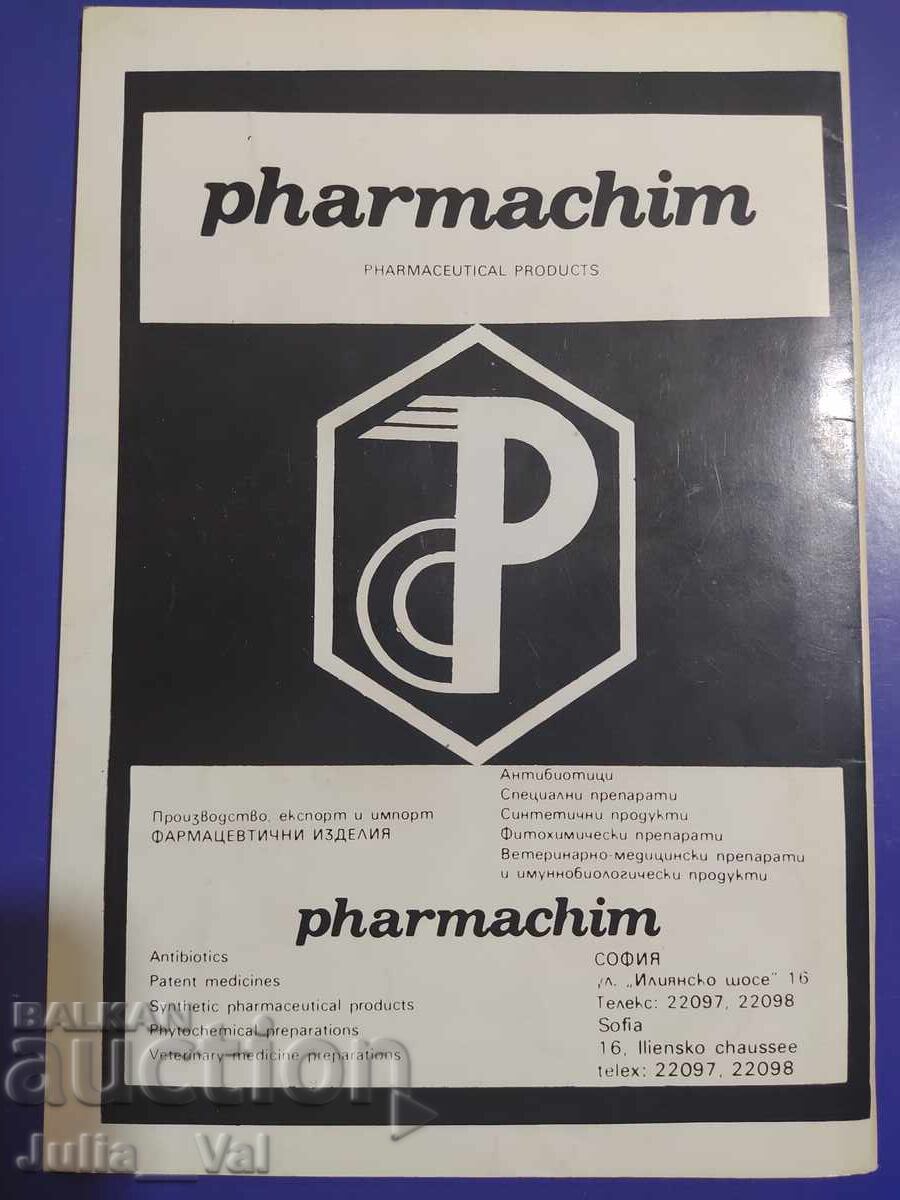 pharmachim
PHARMACEUTICAL PRODUCTS
Производство, експорт и импорт
ФАРМАЦЕВТИЧНИ ИЗДЕЛИЯ
Антибиотици
Специални препарати
Синтетични продукти
Фитохимически препарати
Ветеринарно-медицински препарати
и имуннобиологически продукти
pharmachim
Antibiotics
Patent medicines
Synthetic pharmaceutical products
Phytochemical preparations
Veterinary-medicine preparations
СОФИЯ
ул. „Илиянско шосе" 16
Телекс: 22097, 22098
Sofia
16, Iliensko chaussee
telex: 22097, 22098
BALKAN
auction
Julia__Val